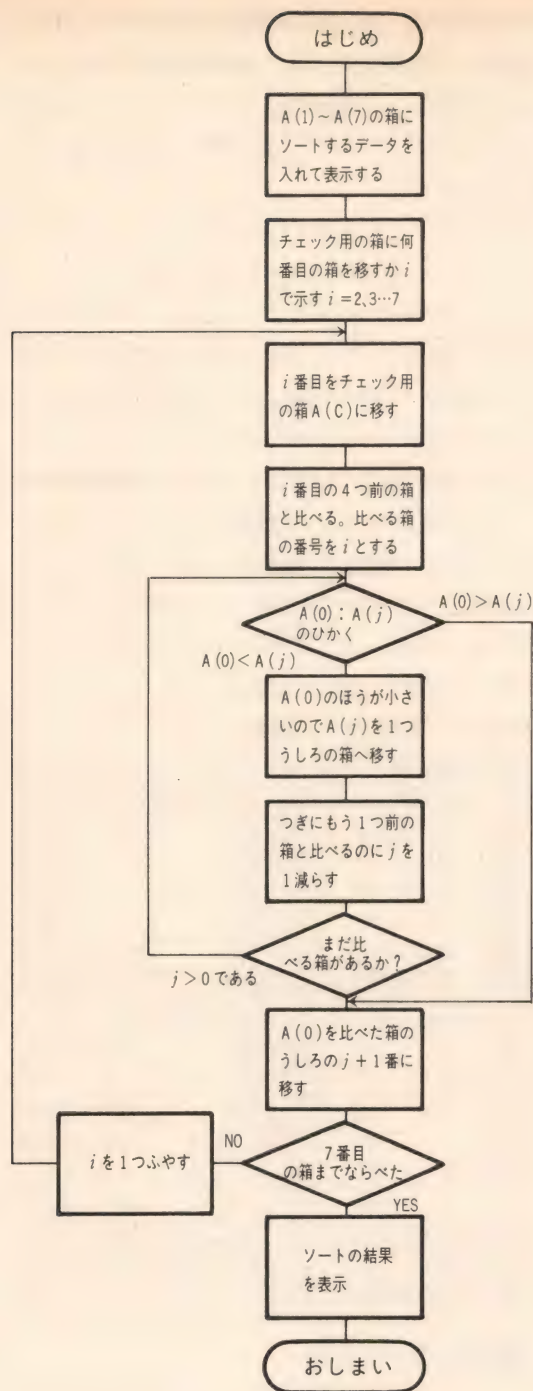 はじめ
A(1)～A(7)の箱に
ソートするデータを
入れて表示する
チェック用の箱に何
番目の箱を移すか i
で示す i =2、3…7
i 番目をチェック用
の箱A(C)に移す
i 番目の4つ前の箱
と比べる。比べる箱
の番号を i とする
A(0)：A(j)
のひかく
A(0)>A(j)
A(0)<A(j)
A(0)のほうが小さ
いのでA(j)を1つ
うしろの箱へ移す
つぎにもう1つ前の
箱と比べるのに j を
1減らす
まだ比
べる箱があるか？
j>0である
A(0)を比べた箱の
うしろの j+1番に
移す
7番目
の箱までならべた
NO
i を1つふやす
YES
ソートの結果
を表示
おしまい